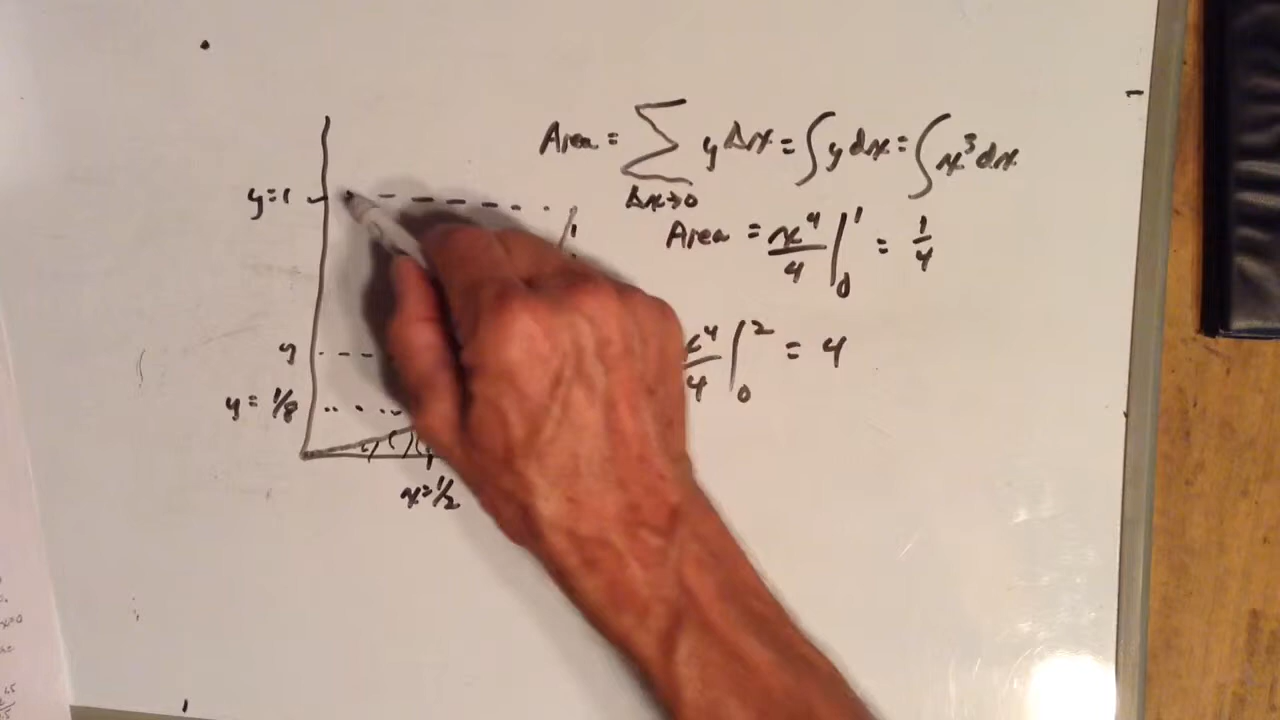 Area = ∑ y Δx = ∫ y dx = ∫ x³ dx
Δx→0
y=1
Area = x⁴/4 |₀¹ = 1/4
x⁴/4 |₀² = 4
y
y = 1/8
x=1/2